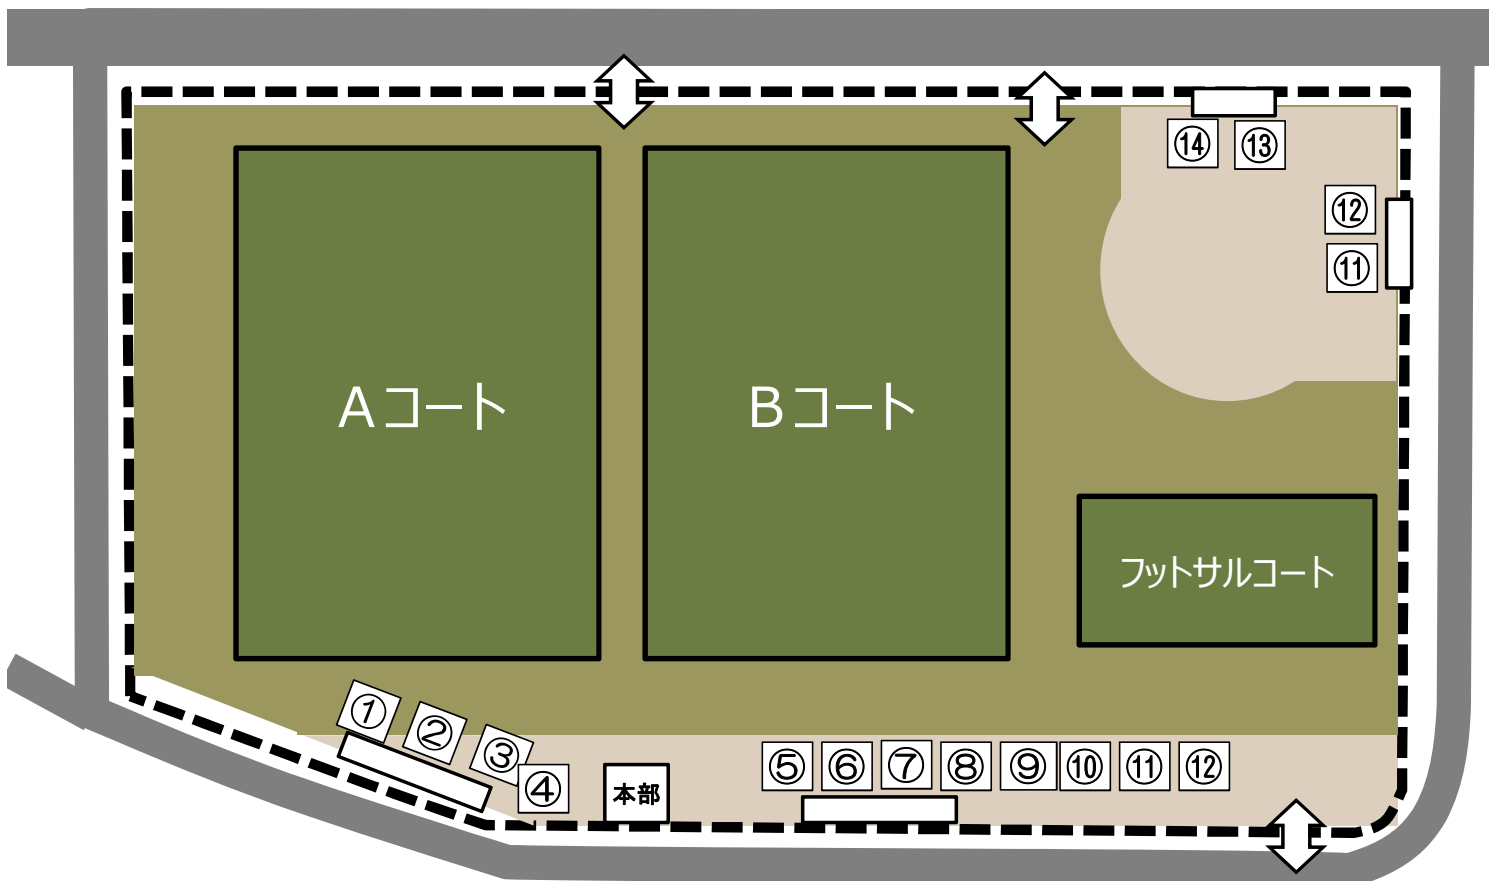 ⑭ ⑬
⑫
⑪
Aコート
Bコート
フットサルコート
① ② ③ ④
本部
⑤ ⑥ ⑦ ⑧ ⑨ ⑩ ⑪ ⑫